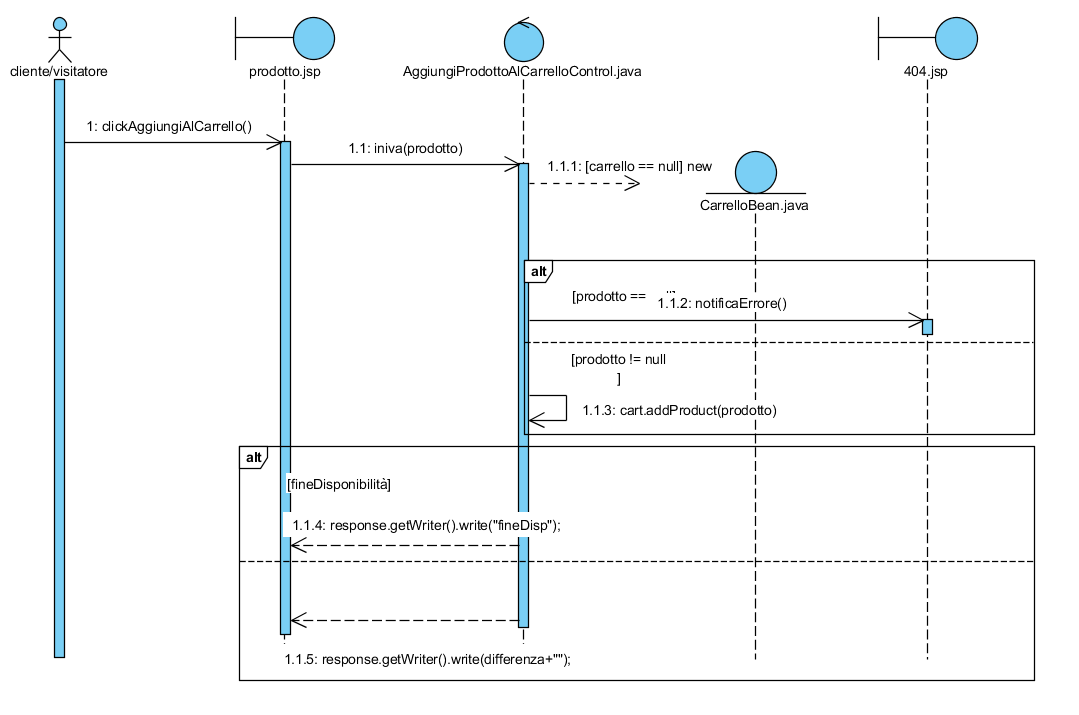 cliente/visitatore
prodotto.jsp
AggiungiProdottoAlCarrelloControl.java
404.jsp
1: clickAggiungiAlCarrello()
1.1: iniva(prodotto)
1.1.1: [carrello == null] new
CarrelloBean.java
alt
[prodotto ==
1.1.2: notificaErrore()
[prodotto != null
]
1.1.3: cart.addProduct(prodotto)
alt
[fineDisponibilità]
1.1.4: response.getWriter().write("fineDisp");
1.1.5: response.getWriter().write(differenza+"");